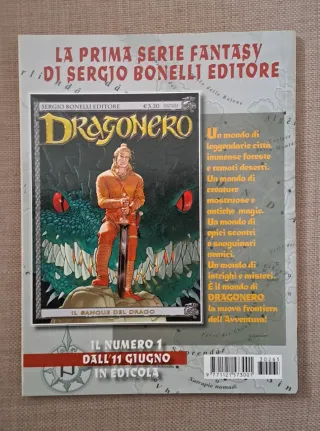 LA PRIMA SERIE FANTASY
DI SERGIO BONELLI EDITORE
SERGIO BONELLI EDITORE
€ 3,30
DRAGONERO
IL SANGUE DEL DRAGO
Un mondo di
leggendarie città,
immense foreste
e remoti deserti.
Un mondo di
creature
mostruose e
antiche magie.
Un mondo di
epici scontri
e sanguinari
nemici.
Un mondo di
intrighi e misteri.
È il mondo di
DRAGONERO
la nuova frontiera
dell'Avventura!
IL NUMERO 1
DALL'11 GIUGNO
IN EDICOLA